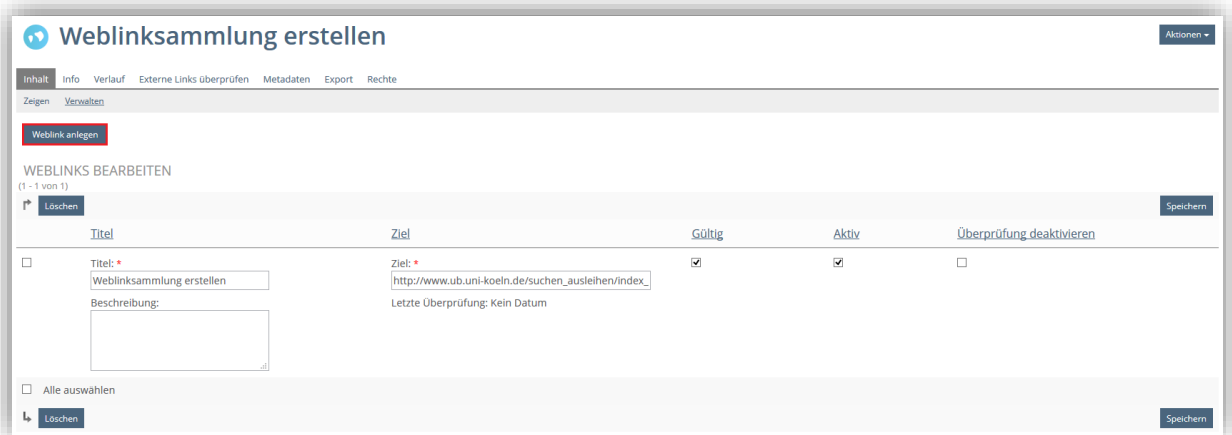 Weblinksammlung erstellen
Aktionen
Inhalt Info Verlauf Externe Links überprüfen Metadaten Export Rechte
Zeigen Verwalten
Weblink anlegen
WEBLINKS BEARBEITEN
(1 - 1 von 1)
Löschen Speichern
Titel Ziel Gültig Aktiv Überprüfung deaktivieren
Titel: * Ziel: *
Weblinksammlung erstellen http://www.ub.uni-koeln.de/suchen_ausleihen/index_
Beschreibung: Letzte Überprüfung: Kein Datum
Alle auswählen
Löschen Speichern